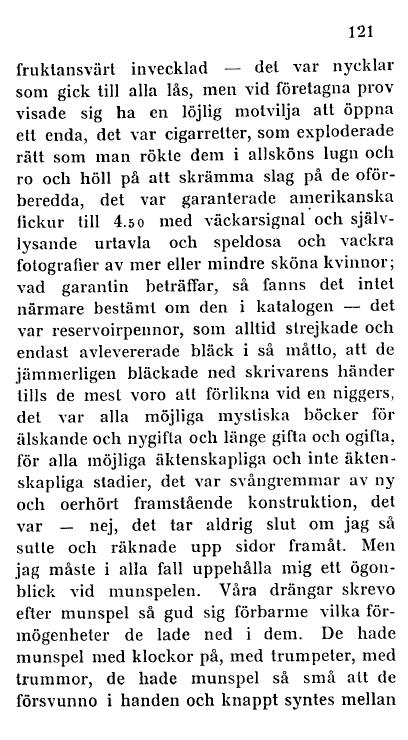 121
fruktansvärt invecklad — det var nycklar
som gick till alla lås, men vid företagna prov
visade sig ha en löjlig motvilja att öppna
ett enda, det var cigarretter, som exploderade
rätt som man rökte dem i allsköns lugn och
ro och höll på att skrämma slag på de oför-
beredda, det var garanterade amerikanska
fickur till 4.50 med väckarsignal och själv-
lysande urtavla och speldosa och vackra
fotografier av mer eller mindre sköna kvinnor;
vad garantin beträffar, så fanns det intet
närmare bestämt om den i katalogen — det
var reservoirpennor, som alltid strejkade och
endast avlevererade bläck i så måtto, att de
jämmerligen bläckade ned skrivarens händer
tills de mest voro att förlikna vid en niggers,
det var alla möjliga mystiska böcker för
älskande och nygifta och länge gifta och ogifta,
för alla möjliga äktenskapliga och inte äkten-
skapliga stadier, det var svångremmar av ny
och oerhört framstående konstruktion, det
var — nej, det tar aldrig slut om jag så
sutte och räknade upp sidor framåt. Men
jag måste i alla fall uppehålla mig ett ögon-
blick vid munspelen. Våra drängar skrevo
efter munspel så gud sig förbarme vilka för-
mögenheter de lade ned i dem. De hade
munspel med klockor på, med trumpeter, med
trummor, de hade munspel så små att de
försvunno i handen och knappt syntes mellan